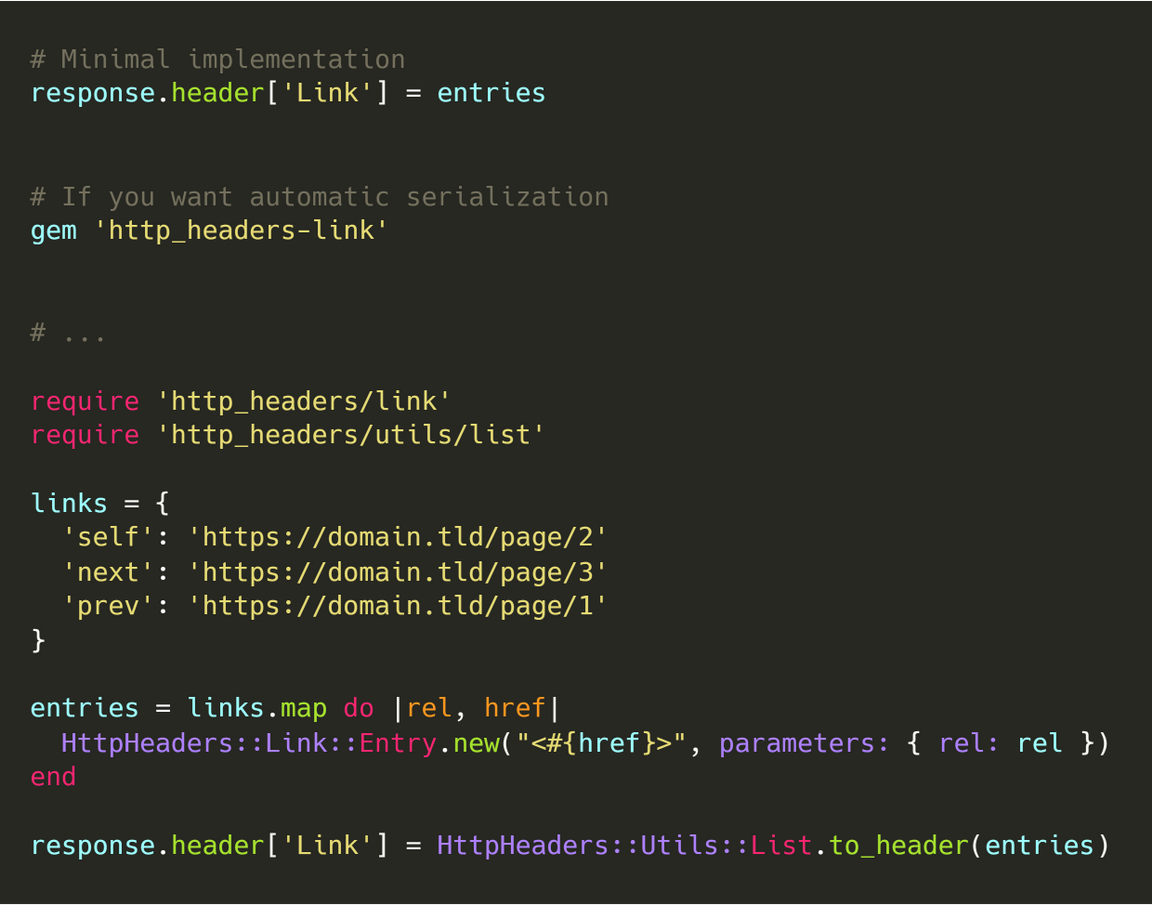 # Minimal implementation
response.header['Link'] = entries
# If you want automatic serialization
gem 'http_headers-link'
# ...
require 'http_headers/link'
require 'http_headers/utils/list'
links = {
  'self': 'https://domain.tld/page/2'
  'next': 'https://domain.tld/page/3'
  'prev': 'https://domain.tld/page/1'
}
entries = links.map do |rel, href|
  HttpHeaders::Link::Entry.new("<#{href}>", parameters: { rel: rel })
end
response.header['Link'] = HttpHeaders::Utils::List.to_header(entries)